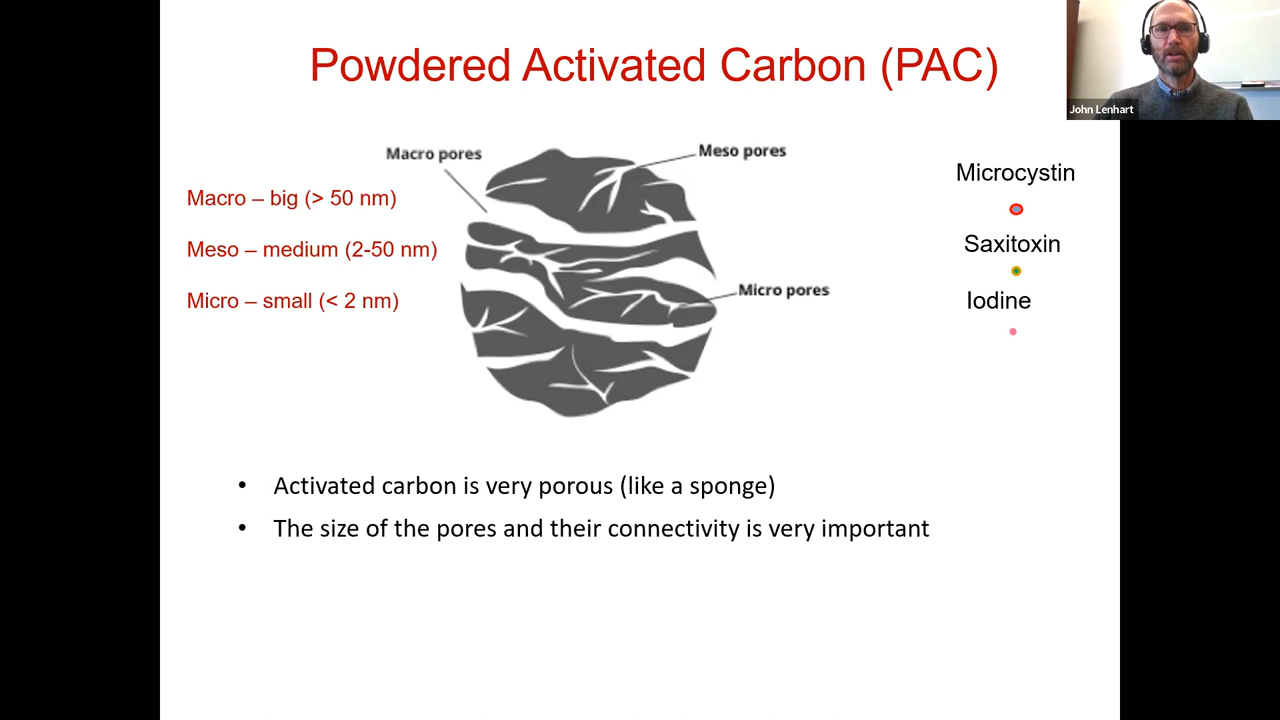 Powdered Activated Carbon (PAC)
John Lenhart
Macro pores
Meso pores
Macro – big (> 50 nm)
Meso – medium (2-50 nm)
Micro – small (< 2 nm)
Micro pores
Microcystin
Saxitoxin
Iodine
• Activated carbon is very porous (like a sponge)
• The size of the pores and their connectivity is very important